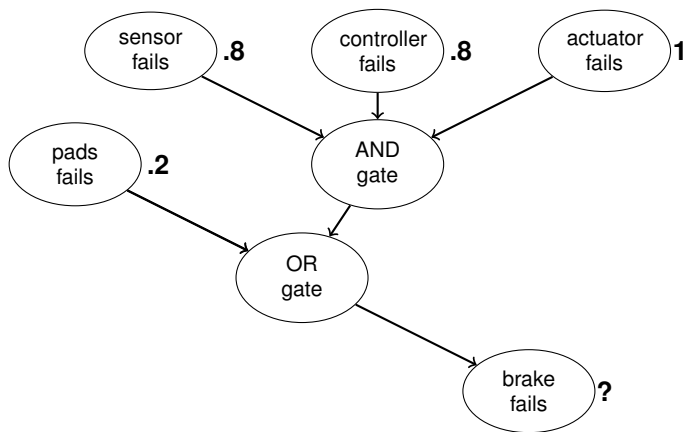 sensor
fails
.8
controller
fails
.8
actuator
fails
1
pads
fails
.2
AND
gate
OR
gate
brake
fails
?